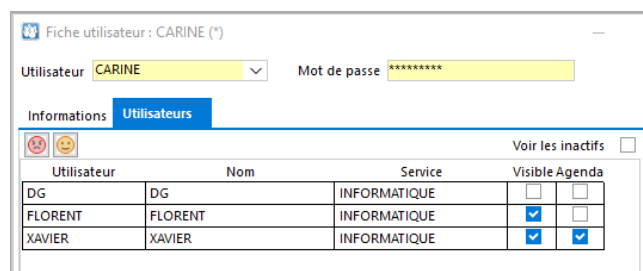 Fiche utilisateur : CARINE (*)
Utilisateur CARINE Mot de passe *********
Informations Utilisateurs
Voir les inactifs
Utilisateur Nom Service Visible Agenda
DG DG INFORMATIQUE
FLORENT FLORENT INFORMATIQUE
XAVIER XAVIER INFORMATIQUE